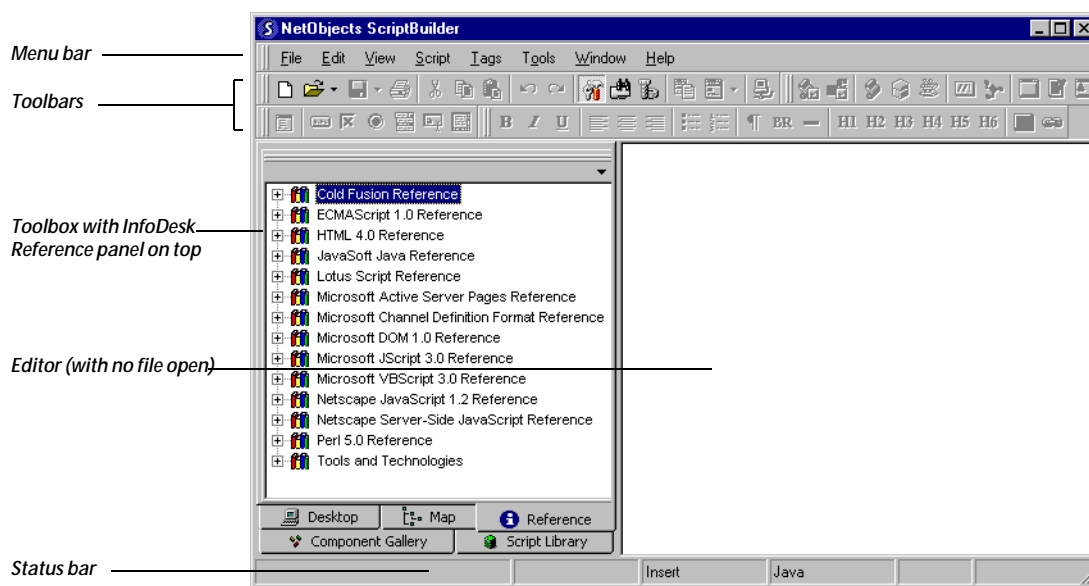 NetObjects ScriptBuilder
Menu bar
File Edit View Script Tags Tools Window Help
Toolbars
B I U ¶ BR H1 H2 H3 H4 H5 H6
Cold Fusion Reference
ECMAScript 1.0 Reference
Toolbox with InfoDesk
Reference panel on top
HTML 4.0 Reference
JavaSoft Java Reference
Lotus Script Reference
Microsoft Active Server Pages Reference
Microsoft Channel Definition Format Reference
Microsoft DOM 1.0 Reference
Editor (with no file open)
Microsoft JScript 3.0 Reference
Microsoft VBScript 3.0 Reference
Netscape JavaScript 1.2 Reference
Netscape Server-Side JavaScript Reference
Perl 5.0 Reference
Tools and Technologies
Desktop Map Reference
Component Gallery Script Library
Status bar
Insert Java